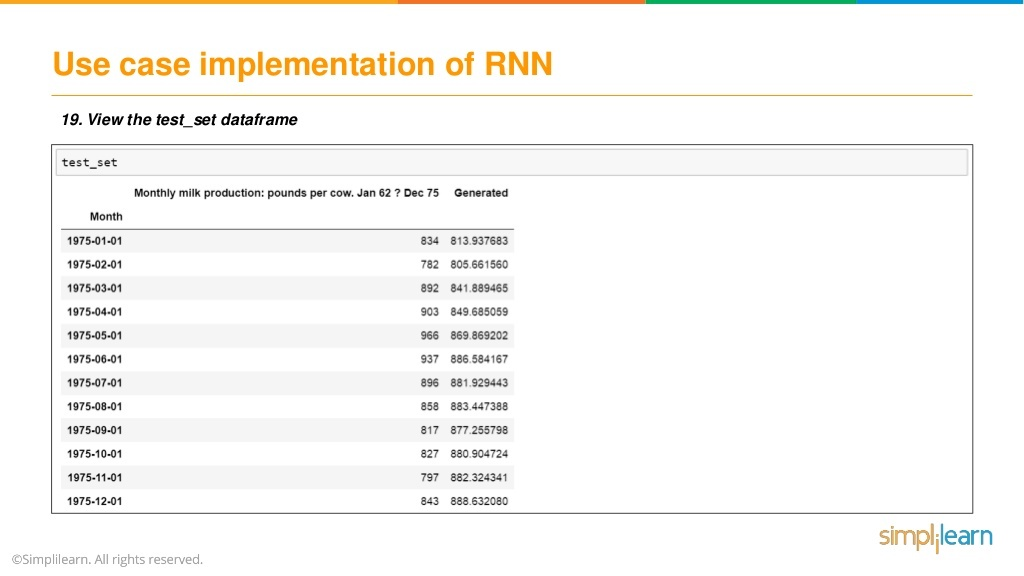 Use case implementation of RNN
19. View the test_set dataframe
test_set
Monthly milk production: pounds per cow. Jan 62 ? Dec 75 Generated
Month
1975-01-01 834 813.937683
1975-02-01 782 805.661560
1975-03-01 892 841.889465
1975-04-01 903 849.685059
1975-05-01 966 869.869202
1975-06-01 937 886.584167
1975-07-01 896 881.929443
1975-08-01 858 883.447388
1975-09-01 817 877.255798
1975-10-01 827 880.904724
1975-11-01 797 882.324341
1975-12-01 843 888.632080
simplilearn
©Simplilearn. All rights reserved.